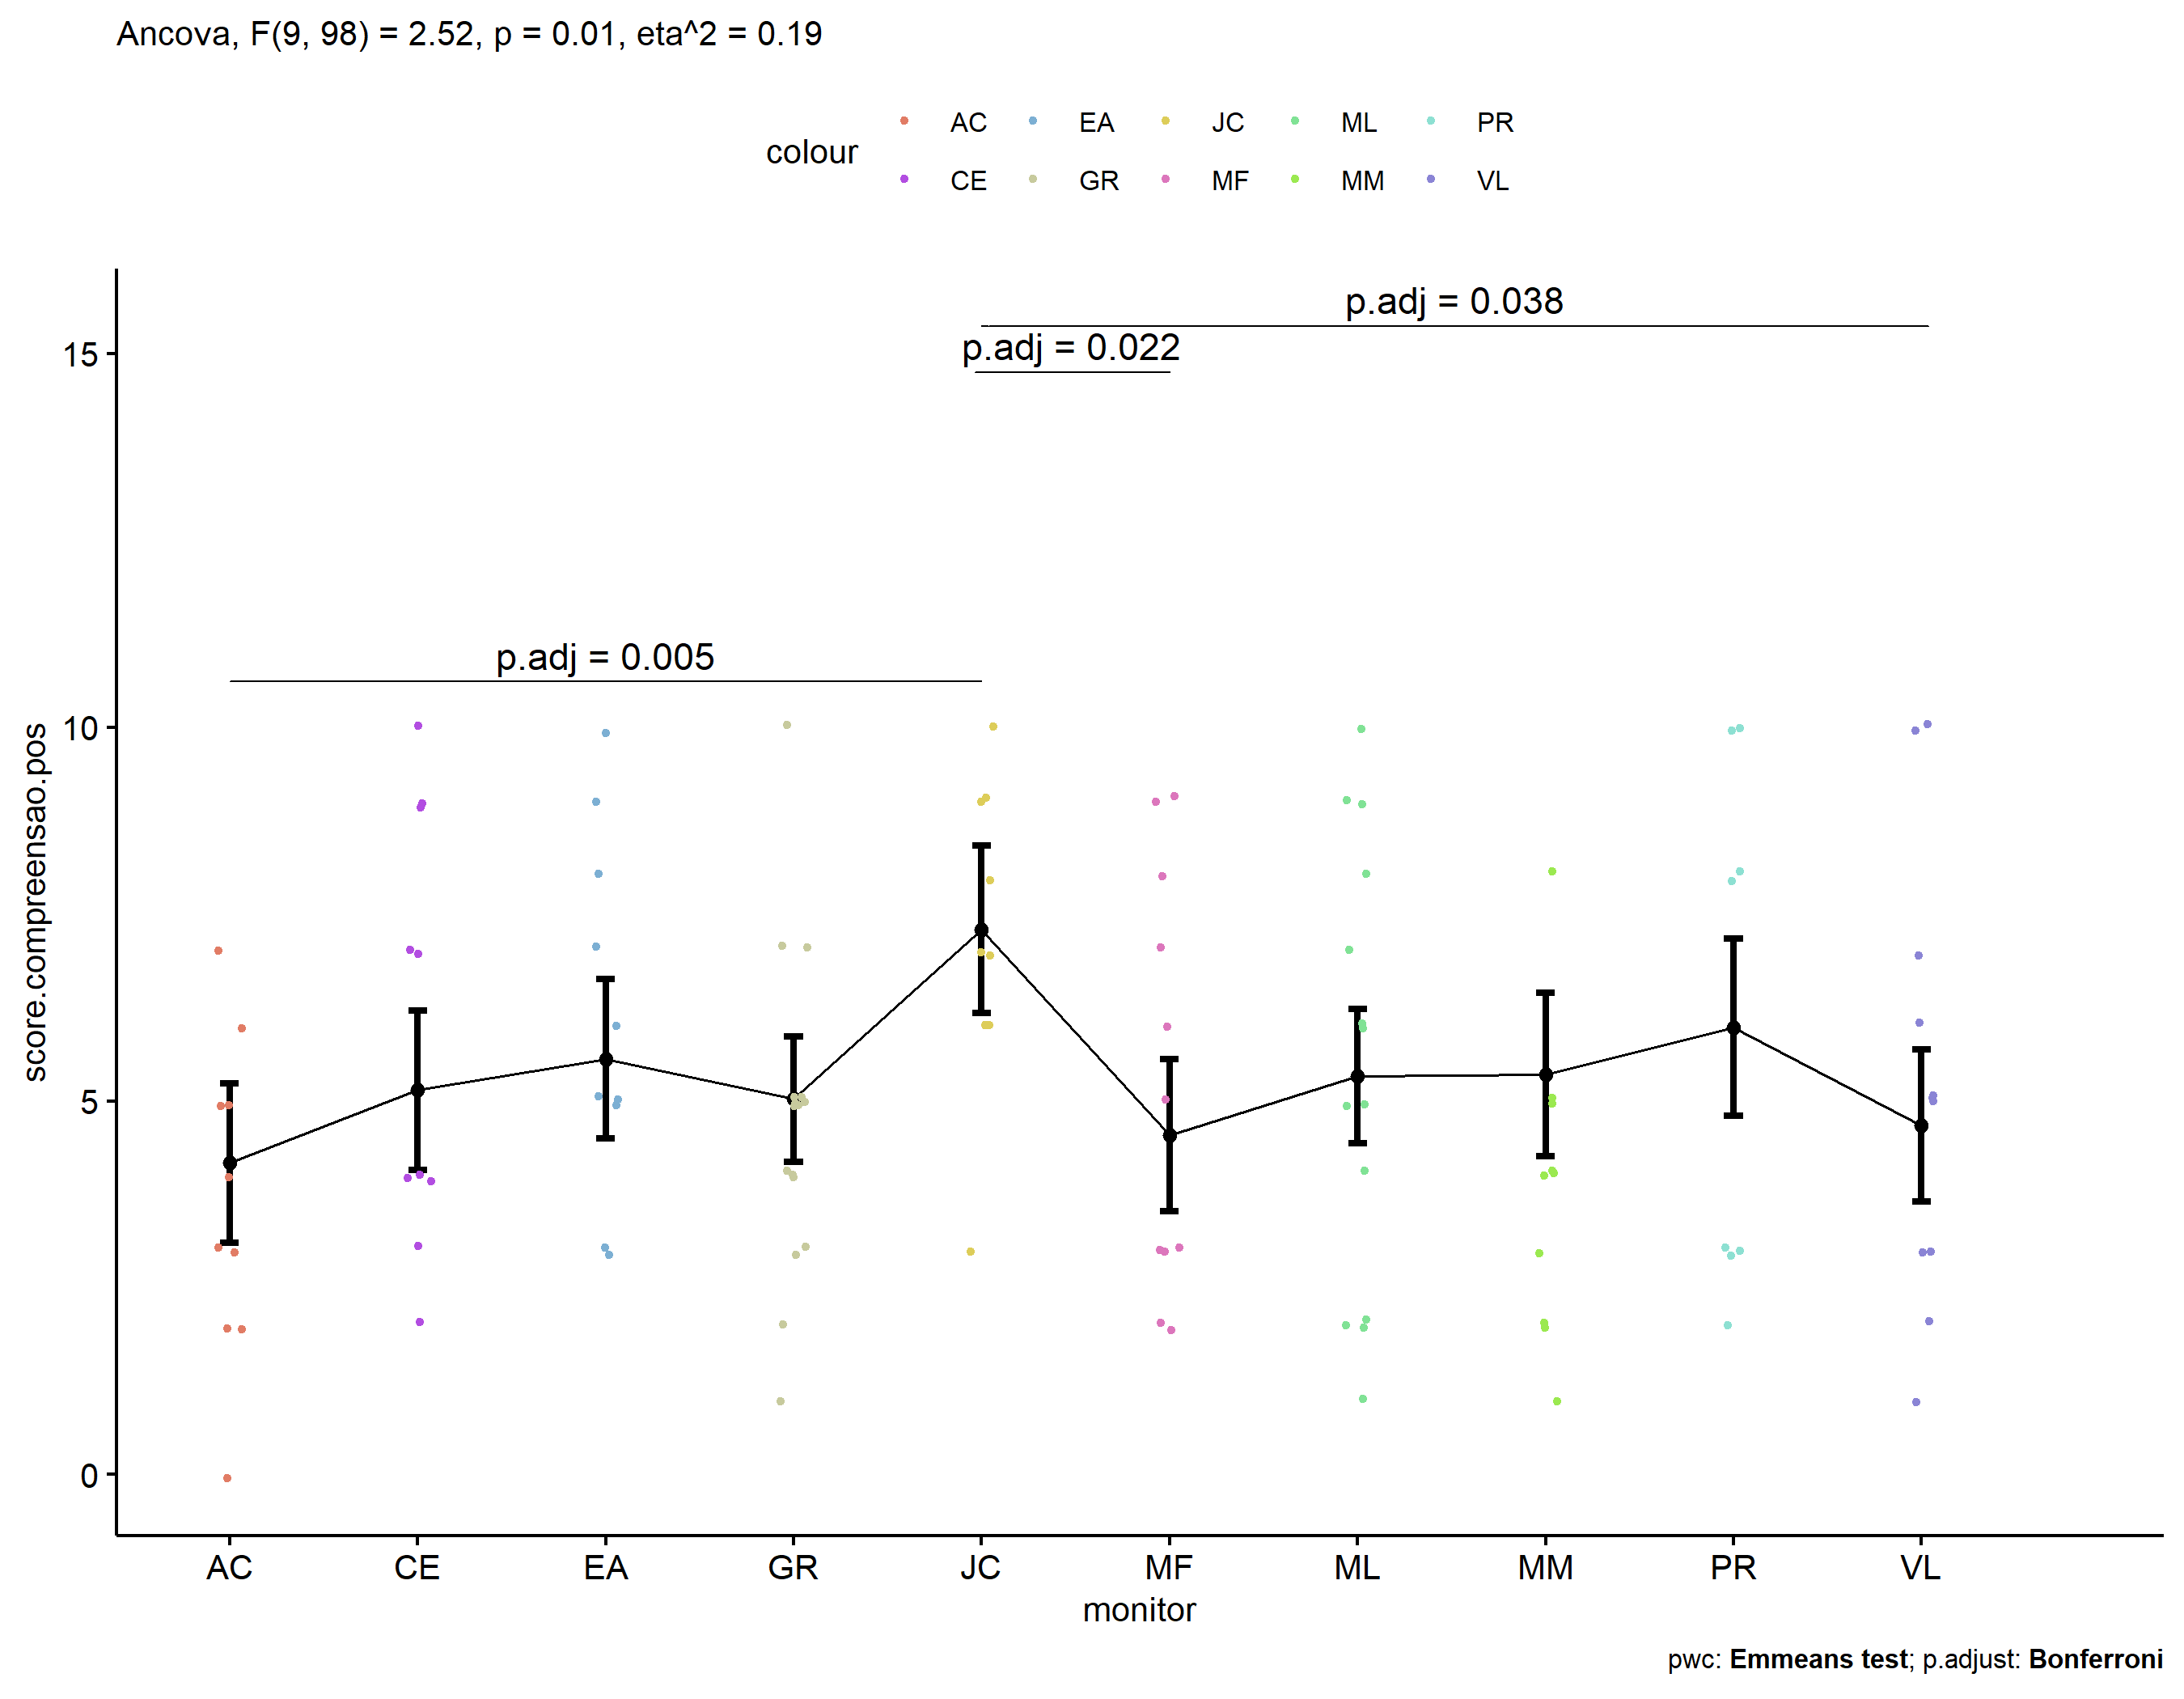 Ancova, F(9, 98) = 2.52, p = 0.01, eta^2 = 0.19
colour
AC EA JC ML PR
CE GR MF MM VL
p.adj = 0.038
p.adj = 0.022
p.adj = 0.005
15
10
5
0
score.compreensao.pos
AC CE EA GR JC MF ML MM PR VL
monitor
pwc: Emmeans test; p.adjust: Bonferroni